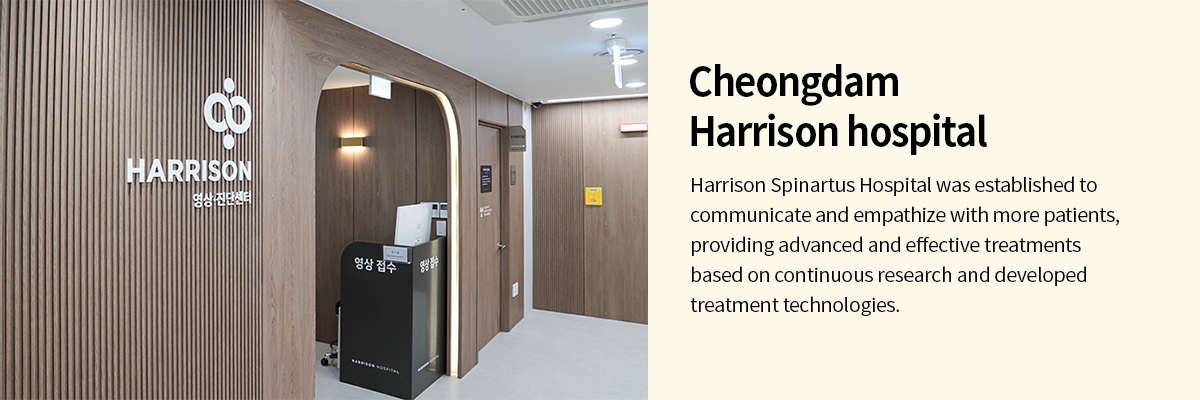 HARRISON
영상·진단센터
영상 접수
영상 접수
HARRISON HOSPITAL
Cheongdam
Harrison hospital
Harrison Spinartus Hospital was established to
communicate and empathize with more patients,
providing advanced and effective treatments
based on continuous research and developed
treatment technologies.